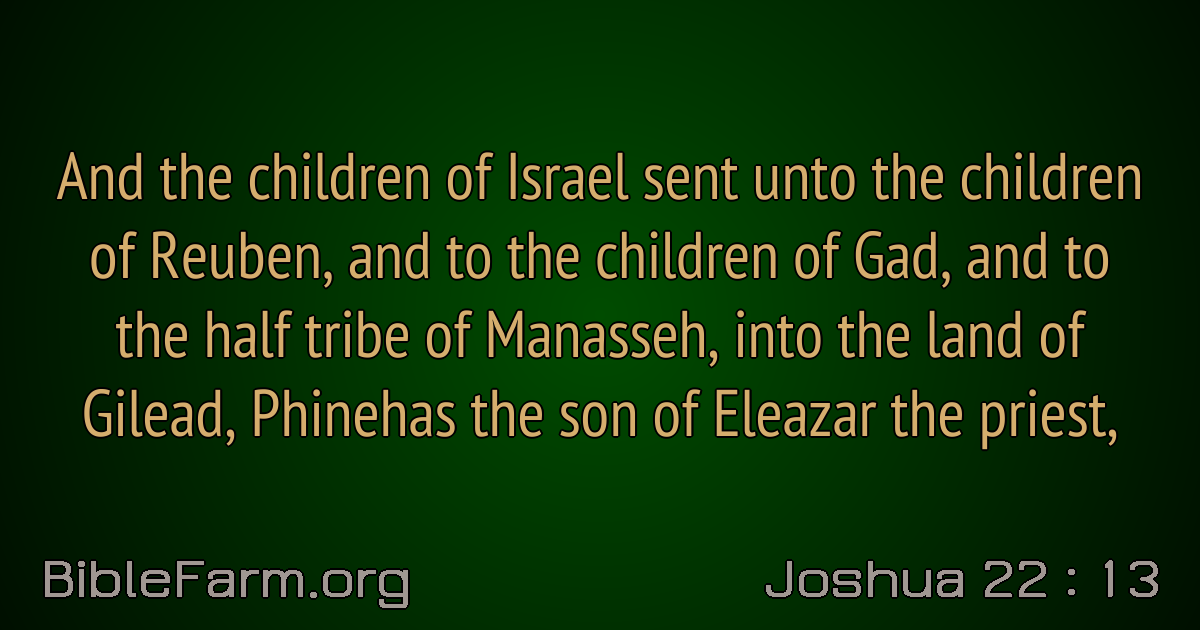 And the children of Israel sent unto the children
of Reuben, and to the children of Gad, and to
the half tribe of Manasseh, into the land of
Gilead, Phinehas the son of Eleazar the priest,
BibleFarm.org
Joshua 22 : 13